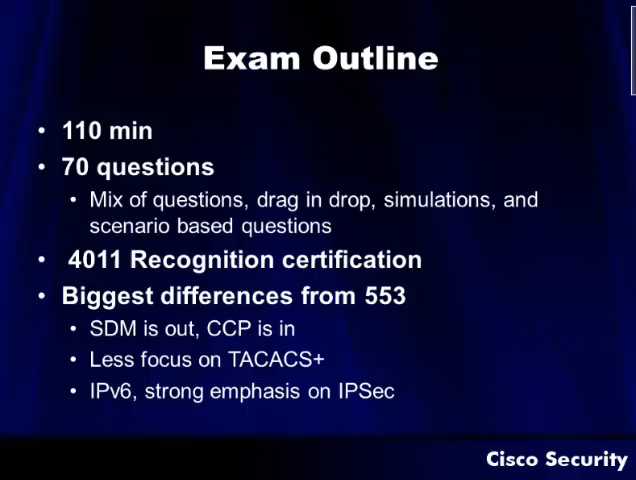 Exam Outline
• 110 min
• 70 questions
• Mix of questions, drag in drop, simulations, and
scenario based questions
• 4011 Recognition certification
• Biggest differences from 553
• SDM is out, CCP is in
• Less focus on TACACS+
• IPv6, strong emphasis on IPSec
Cisco Security